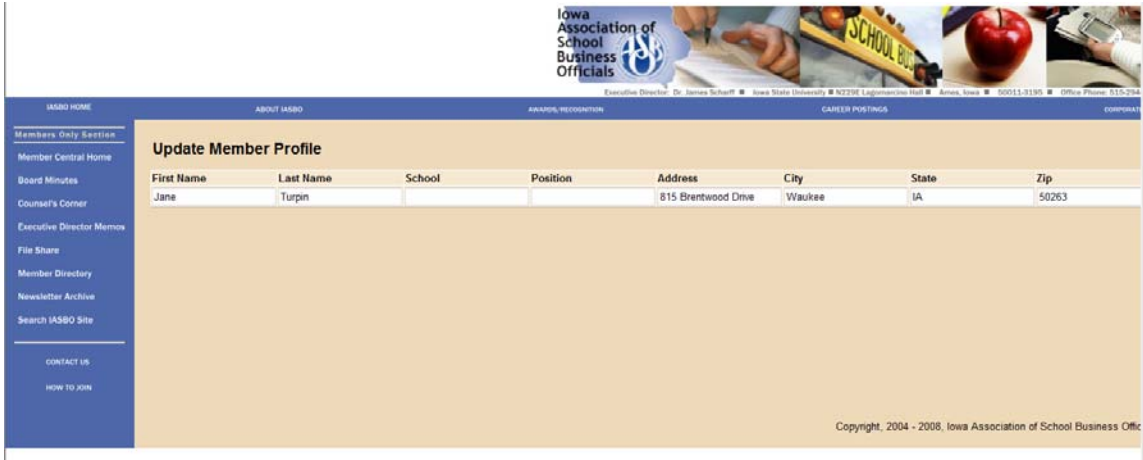 Iowa
Association of
School
Business
Officials
SCHOOL BUS
Executive Director: Dr. James Scharff ■ Iowa State University ■ N229E Lagomarcino Hall ■ Ames, Iowa ■ 50011-3195 ■ Office Phone: 515-294
IASBO HOME ABOUT IASBO AWARDS/RECOGNITION CAREER POSTINGS CORPORAT
Members Only Section
Member Central Home
Board Minutes
Counsel's Corner
Executive Director Memos
File Share
Member Directory
Newsletter Archive
Search IASBO Site
CONTACT US
HOW TO JOIN
Update Member Profile
First Name Last Name School Position Address City State Zip
Jane Turpin 815 Brentwood Drive Waukee IA 50263
Copyright, 2004 - 2008, Iowa Association of School Business Offic